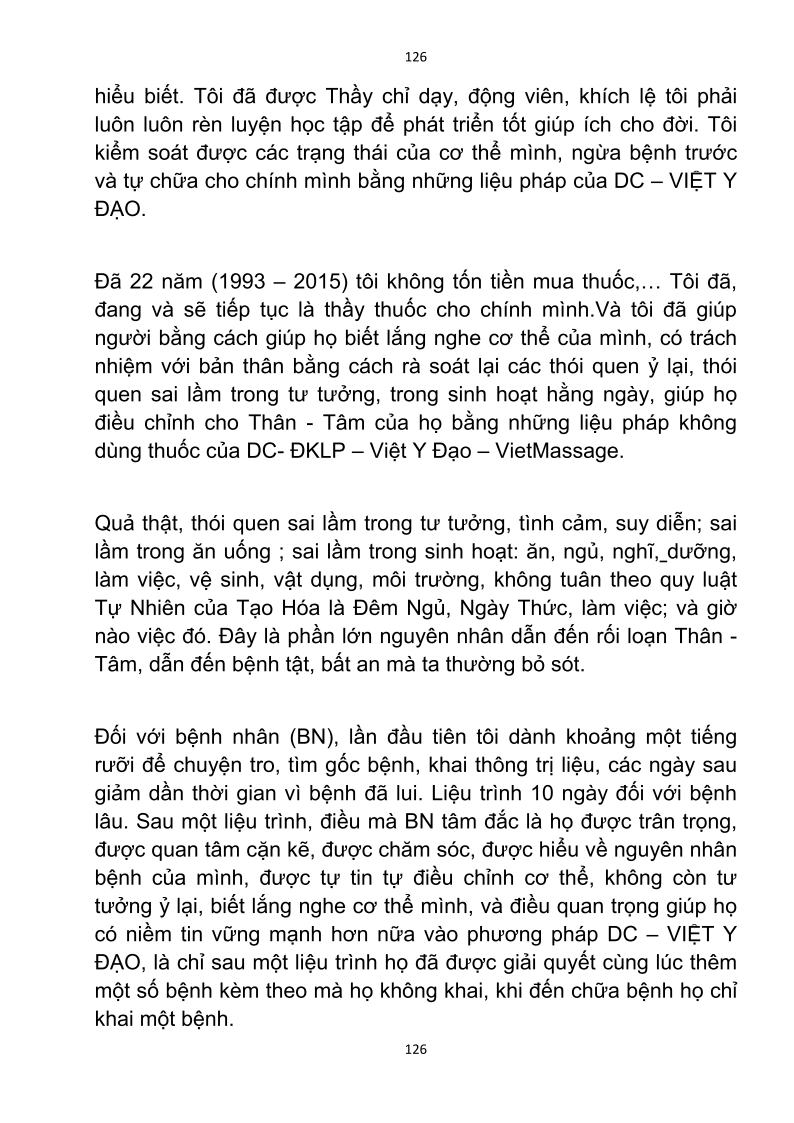 126
hiểu biết. Tôi đã được Thầy chỉ dạy, động viên, khích lệ tôi phải
luôn luôn rèn luyện học tập để phát triển tốt giúp ích cho đời. Tôi
kiểm soát được các trạng thái của cơ thể mình, ngừa bệnh trước
và tự chữa cho chính mình bằng những liệu pháp của DC – VIỆT Y
ĐẠO.
Đã 22 năm (1993 – 2015) tôi không tốn tiền mua thuốc,… Tôi đã,
đang và sẽ tiếp tục là thầy thuốc cho chính mình.Và tôi đã giúp
người bằng cách giúp họ biết lắng nghe cơ thể của mình, có trách
nhiệm với bản thân bằng cách rà soát lại các thói quen ỷ lại, thói
quen sai lầm trong tư tưởng, trong sinh hoạt hằng ngày, giúp họ
điều chỉnh cho Thân - Tâm của họ bằng những liệu pháp không
dùng thuốc của DC- ĐKLP – Việt Y Đạo – VietMassage.
Quả thật, thói quen sai lầm trong tư tưởng, tình cảm, suy diễn; sai
lầm trong ăn uống ; sai lầm trong sinh hoạt: ăn, ngủ, nghĩ,_dưỡng,
làm việc, vệ sinh, vật dụng, môi trường, không tuân theo quy luật
Tự Nhiên của Tạo Hóa là Đêm Ngủ, Ngày Thức, làm việc; và giờ
nào việc đó. Đây là phần lớn nguyên nhân dẫn đến rối loạn Thân -
Tâm, dẫn đến bệnh tật, bất an mà ta thường bỏ sót.
Đối với bệnh nhân (BN), lần đầu tiên tôi dành khoảng một tiếng
rưỡi để chuyện tro, tìm gốc bệnh, khai thông trị liệu, các ngày sau
giảm dần thời gian vì bệnh đã lui. Liệu trình 10 ngày đối với bệnh
lâu. Sau một liệu trình, điều mà BN tâm đắc là họ được trân trọng,
được quan tâm cặn kẽ, được chăm sóc, được hiểu về nguyên nhân
bệnh của mình, được tự tin tự điều chỉnh cơ thể, không còn tư
tưởng ỷ lại, biết lắng nghe cơ thể mình, và điều quan trọng giúp họ
có niềm tin vững mạnh hơn nữa vào phương pháp DC – VIỆT Y
ĐẠO, là chỉ sau một liệu trình họ đã được giải quyết cùng lúc thêm
một số bệnh kèm theo mà họ không khai, khi đến chữa bệnh họ chỉ
khai một bệnh.
126